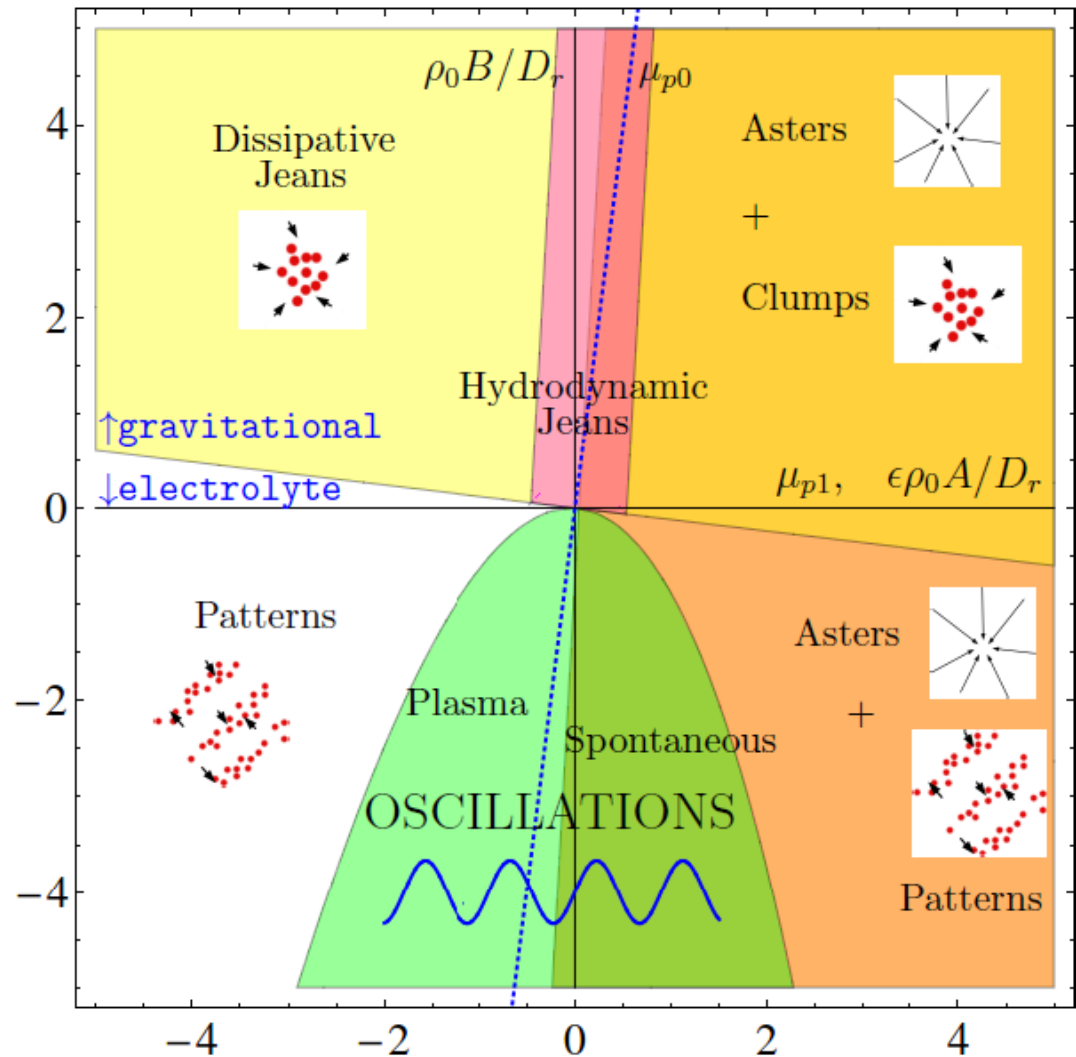 4
2
0
−2
−4
−4
−2
0
2
4
ρ₀B/Dᵣ
μₚ₀
Dissipative
Jeans
Asters
+
Clumps
Hydrodynamic
Jeans
↑gravitational
↓electrolyte
μₚ₁, ϵρ₀A/Dᵣ
Patterns
Plasma
Spontaneous
OSCILLATIONS
Asters
+
Patterns